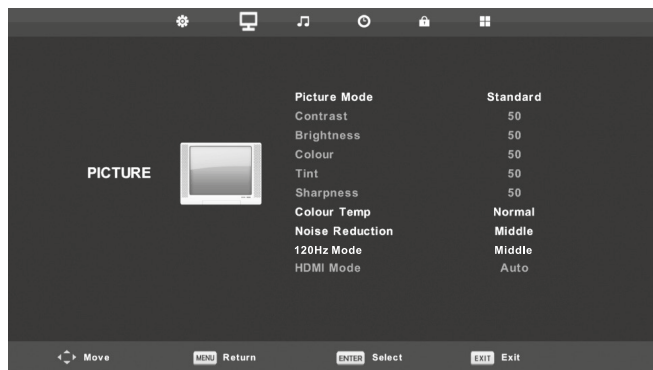 PICTURE
Picture Mode Standard
Contrast 50
Brightness 50
Colour 50
Tint 50
Sharpness 50
Colour Temp Normal
Noise Reduction Middle
120Hz Mode Middle
HDMI Mode Auto
Move MENU Return ENTER Select EXIT Exit